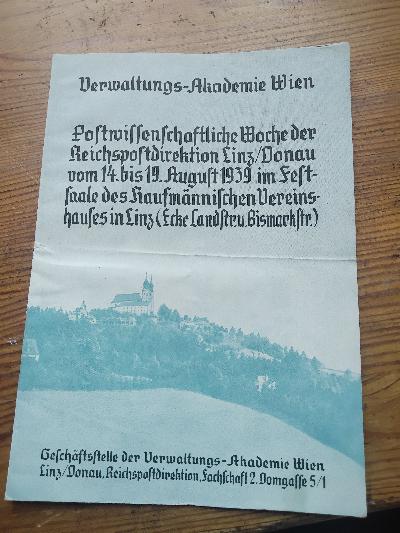 Verwaltungs-Akademie Wien
Postwissenschaftliche Woche der
Reichspostdirektion Linz/Donau
vom 14. bis 19. August 1939 im Fest-
saale des Kaufmännischen Vereins-
hauses in Linz (Ecke Landstr.u. Bismarkstr.)
Geschäftsstelle der Verwaltungs-Akademie Wien
Linz/Donau, Reichspostdirektion, Fachschaft 2, Domgasse 5/1